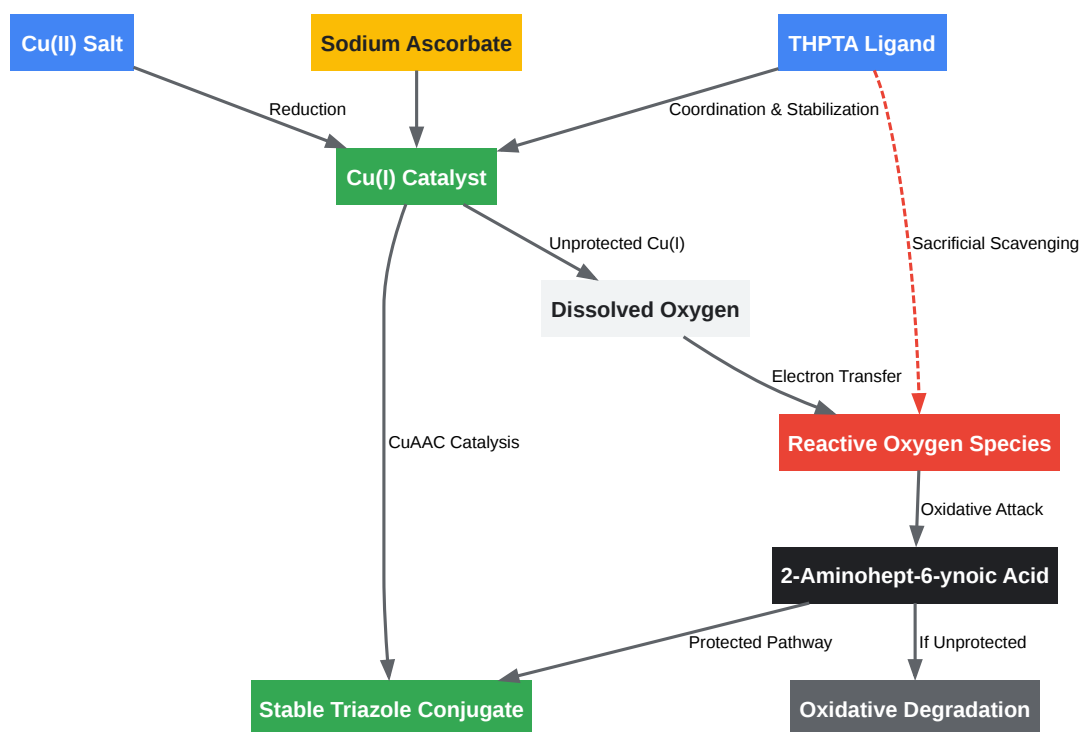 Cu(II) Salt
Sodium Ascorbate
THPTA Ligand
Reduction
Coordination & Stabilization
Cu(I) Catalyst
Unprotected Cu(I)
Sacrificial Scavenging
Dissolved Oxygen
Electron Transfer
CuAAC Catalysis
Reactive Oxygen Species
Oxidative Attack
2-Aminohept-6-ynoic Acid
Protected Pathway
If Unprotected
Stable Triazole Conjugate
Oxidative Degradation